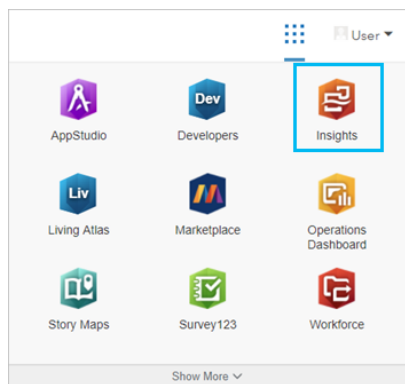 User
Dev
AppStudio
Developers
Insights
Liv
Living Atlas
Marketplace
Operations
Dashboard
Story Maps
Survey123
Workforce
Show More